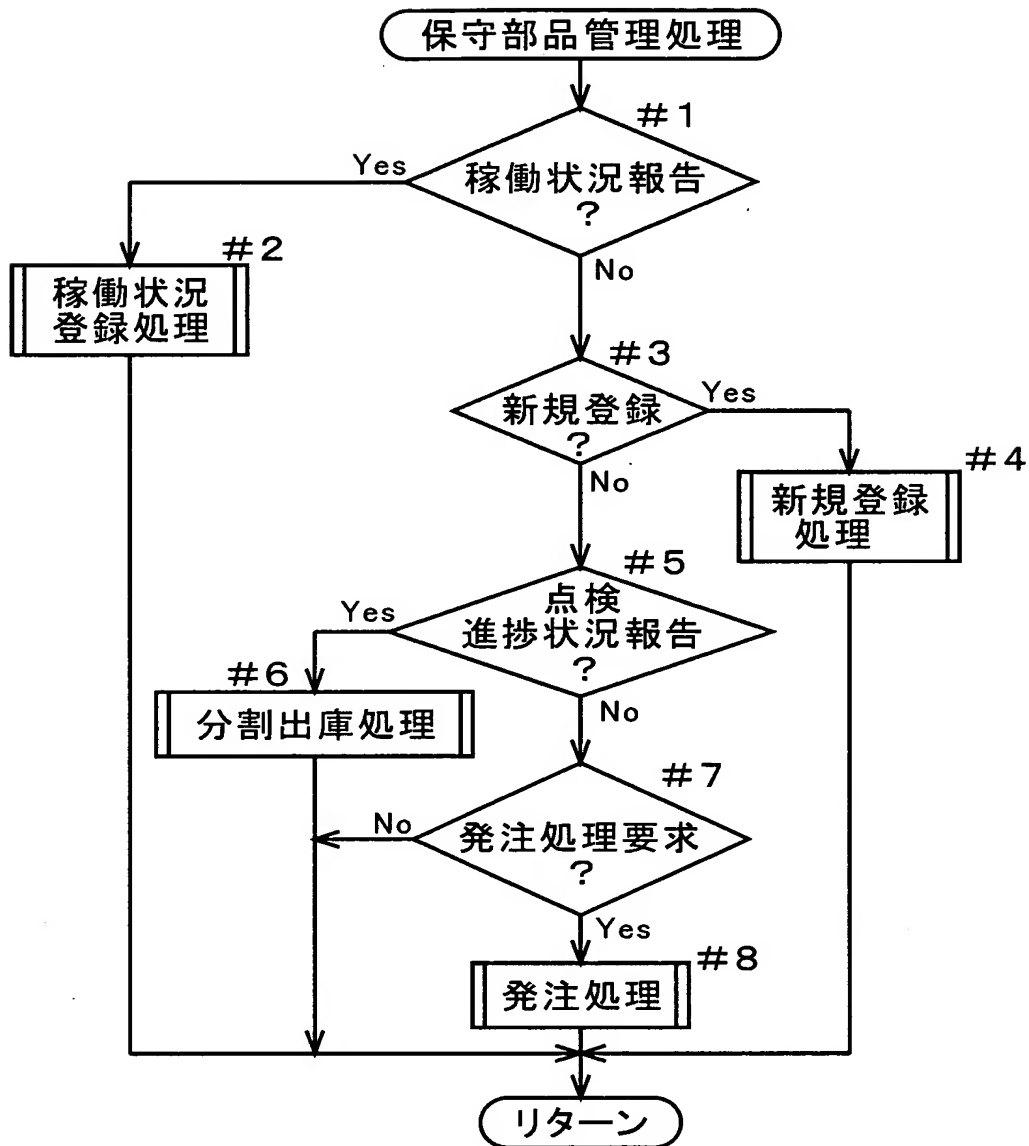 保守部品管理処理
#1
稼働状況報告
?
Yes
No
#2
稼働状況
登録処理
#3
新規登録
?
Yes
No
#4
新規登録
処理
#5
点検
進捗状況報告
?
Yes
No
#6
分割出庫処理
#7
発注処理要求
?
No
Yes
#8
発注処理
リターン